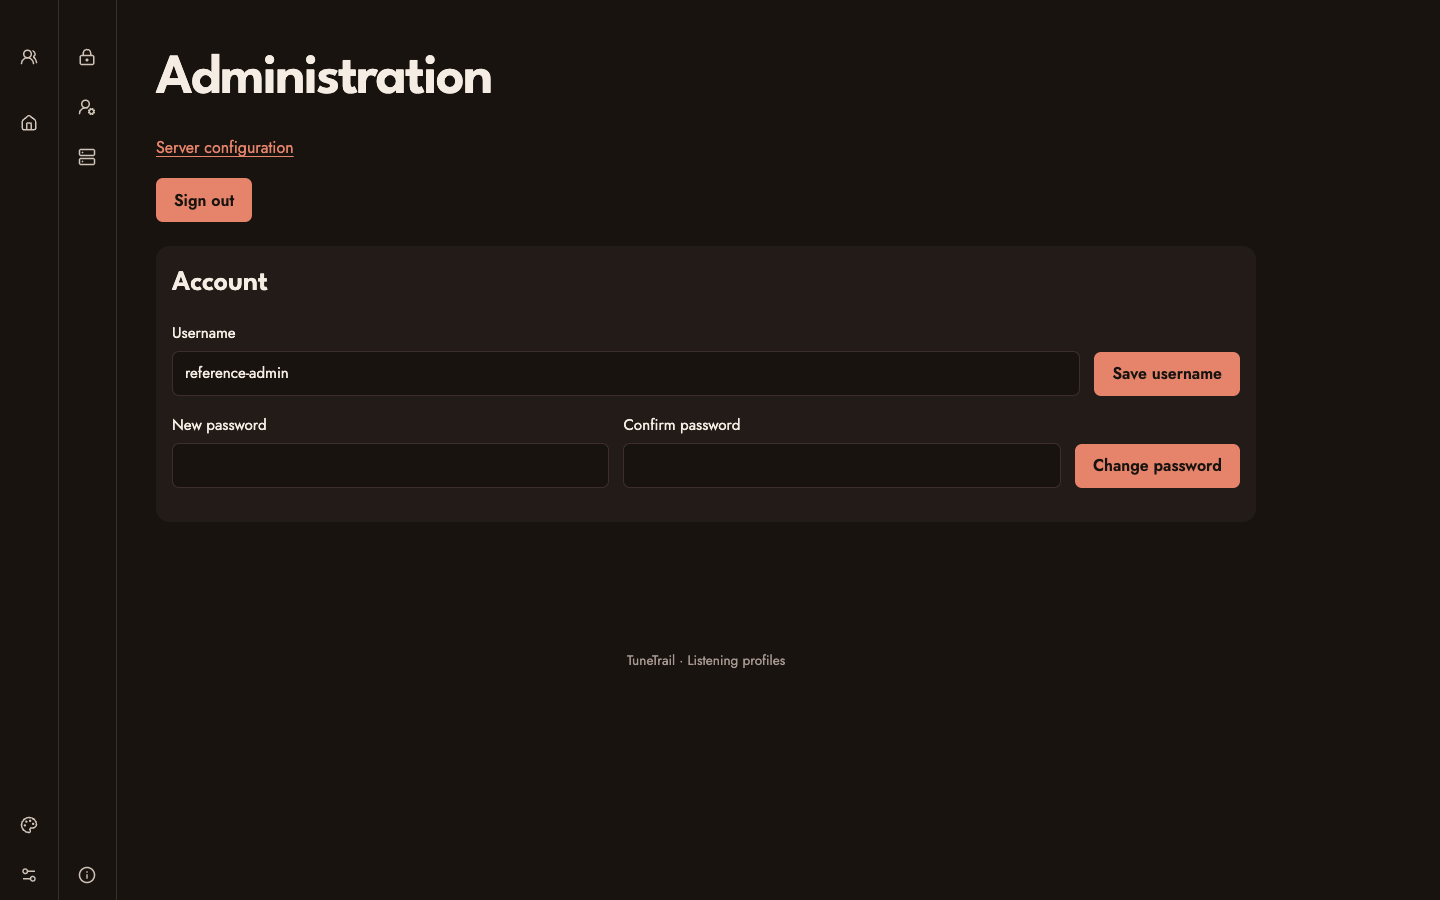 Administration
Server configuration
Sign out
Account
Username
reference-admin
Save username
New password
Confirm password
Change password
TuneTrail · Listening profiles